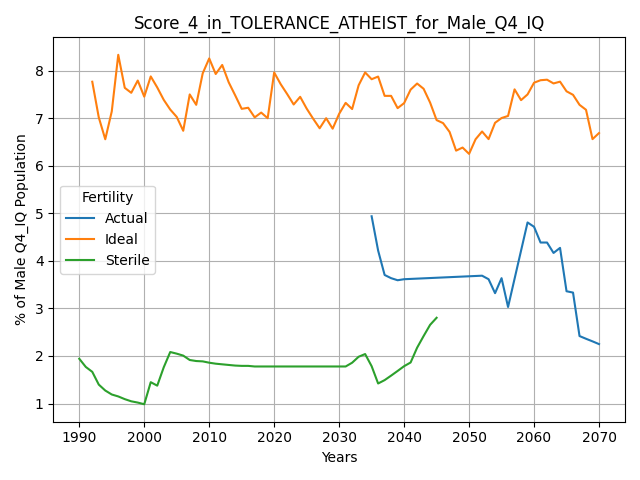 Score_4_in_TOLERANCE_ATHEIST_for_Male_Q4_IQ
% of Male Q4_IQ Population
8
7
6
5
4
3
2
1
Fertility
Actual
Ideal
Sterile
1990 2000 2010 2020 2030 2040 2050 2060 2070
Years